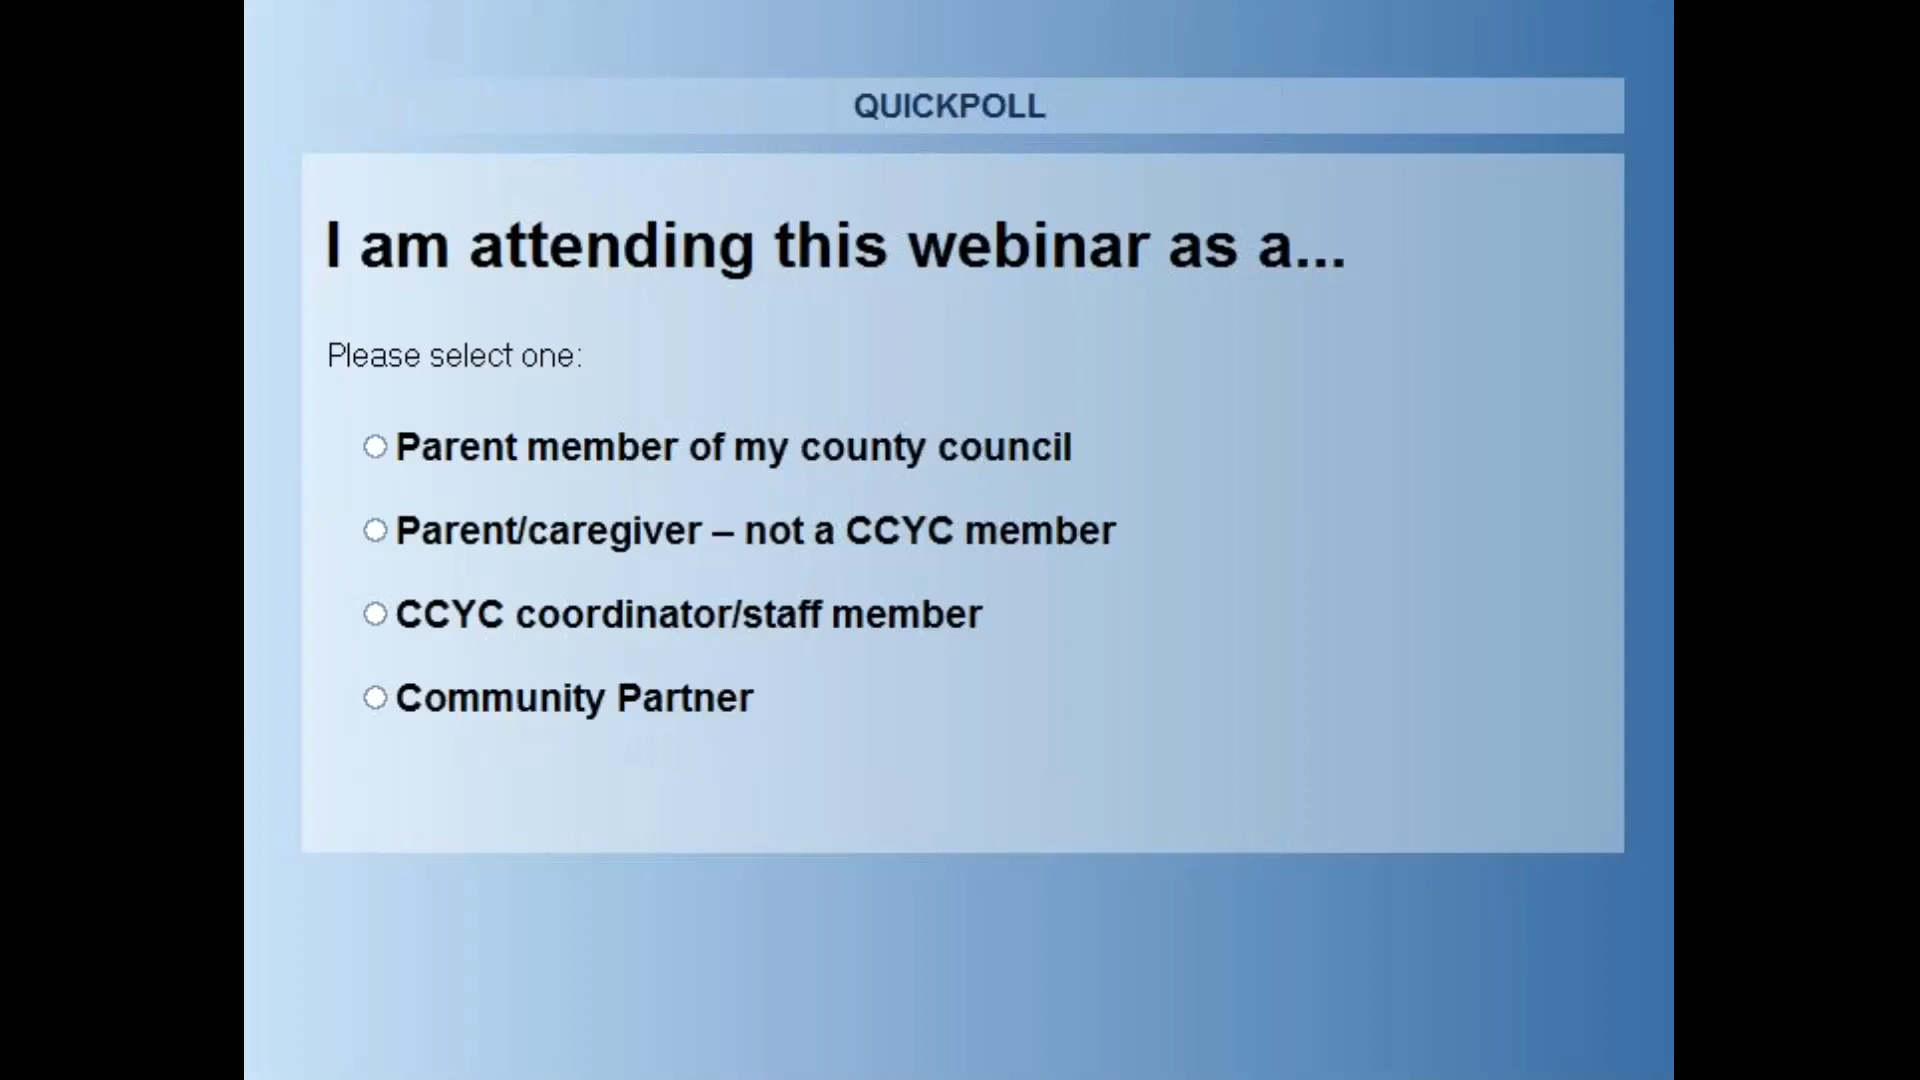 QUICKPOLL
I am attending this webinar as a...
Please select one:
Parent member of my county council
Parent/caregiver – not a CCYC member
CCYC coordinator/staff member
Community Partner